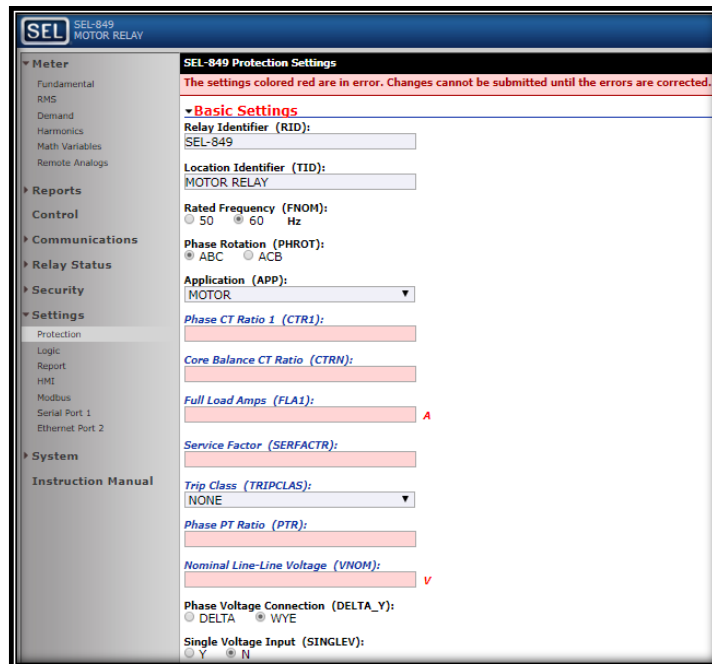 SEL
SEL-849
MOTOR RELAY
Meter
Fundamental
RMS
Demand
Harmonics
Math Variables
Remote Analogs
Reports
Control
Communications
Relay Status
Security
Settings
Protection
Logic
Report
HMI
Modbus
Serial Port 1
Ethernet Port 2
System
Instruction Manual
SEL-849 Protection Settings
The settings colored red are in error. Changes cannot be submitted until the errors are corrected.
Basic Settings
Relay Identifier (RID):
SEL-849
Location Identifier (TID):
MOTOR RELAY
Rated Frequency (FNOM):
50 60 Hz
Phase Rotation (PHROT):
ABC ACB
Application (APP):
MOTOR
Phase CT Ratio 1 (CTR1):
Core Balance CT Ratio (CTRN):
Full Load Amps (FLA1):
A
Service Factor (SERFACTR):
Trip Class (TRIPCLAS):
NONE
Phase PT Ratio (PTR):
Nominal Line-Line Voltage (VNOM):
V
Phase Voltage Connection (DELTA_Y):
DELTA WYE
Single Voltage Input (SINGLEV):
Y N